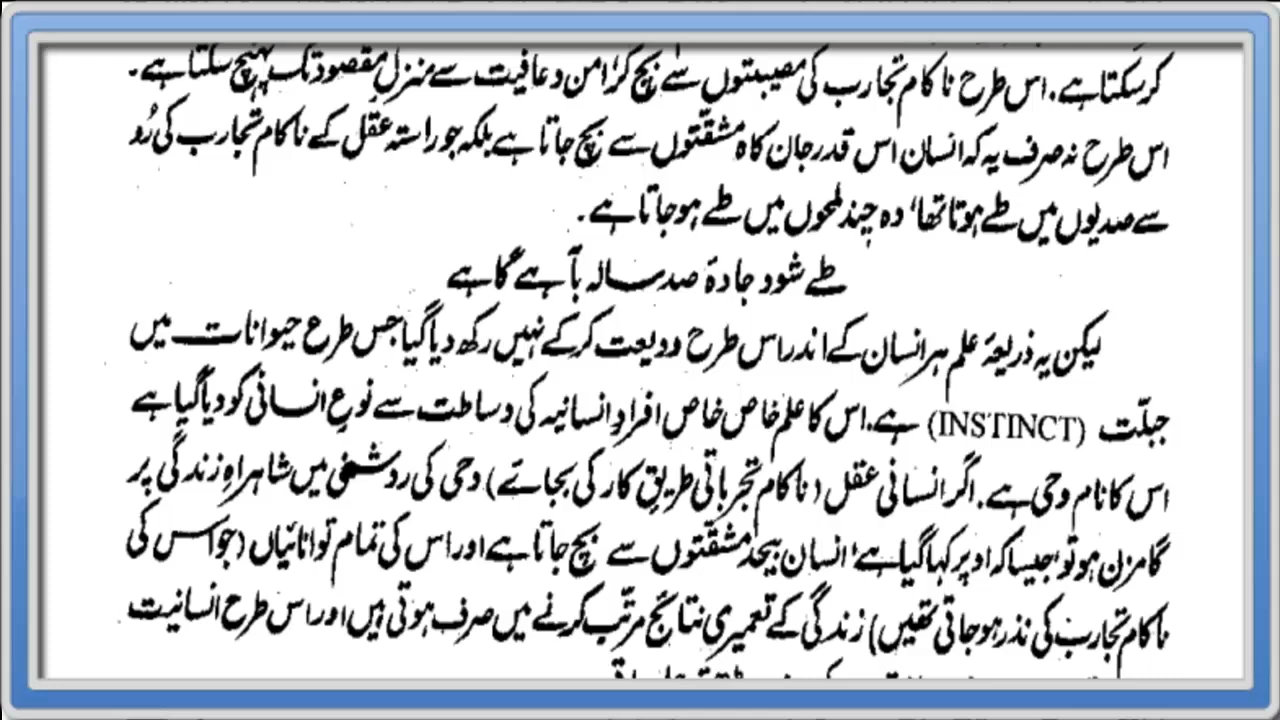 کر سکتا ہے۔ اس طرح ناکام تجارب کی مصیبتوں سے بچ کر امن و عافیت سے منزلِ مقصود تک پہنچ سکتا ہے۔
اس طرح نہ صرف یہ کہ انسان اس قدر جان کاہ مشقّتوں سے بچ جاتا ہے بلکہ جو راستہ عقل کے ناکام تجارب کی رُو
سے صدیوں میں طے ہوتا تھا، وہ چند لمحوں میں طے ہو جاتا ہے۔
طے شود جادۂ صد سالہ بآہے گاہے
لیکن یہ ذریعۂ علم ہر انسان کے اندر اس طرح ودیعت کر کے نہیں رکھ دیا گیا جس طرع حیوانات میں
جبلّت (INSTINCT) ہے۔ اس کا علم خاص خاص افرادِ انسانیہ کی وساطت سے نوعِ انسانی کو دیا گیا ہے
اس کا نام وحی ہے۔ اگر انسانی عقل (ناکام تجرباتی طریقِ کار کی بجائے) وحی کی روشنی میں شاہراہِ زندگی پر
گامزن ہو تو، جیسا کہ اوپر کہا گیا ہے، انسان بیحد مشقّتوں سے بچ جاتا ہے اور اس کی تمام توانائیاں (جو اس کی
ناکام تجارب کی نذر ہو جاتی تھیں) زندگی کے تعمیری نتائج مرتّب کرنے میں صرف ہوتی ہیں اور اس طرح انسانیت